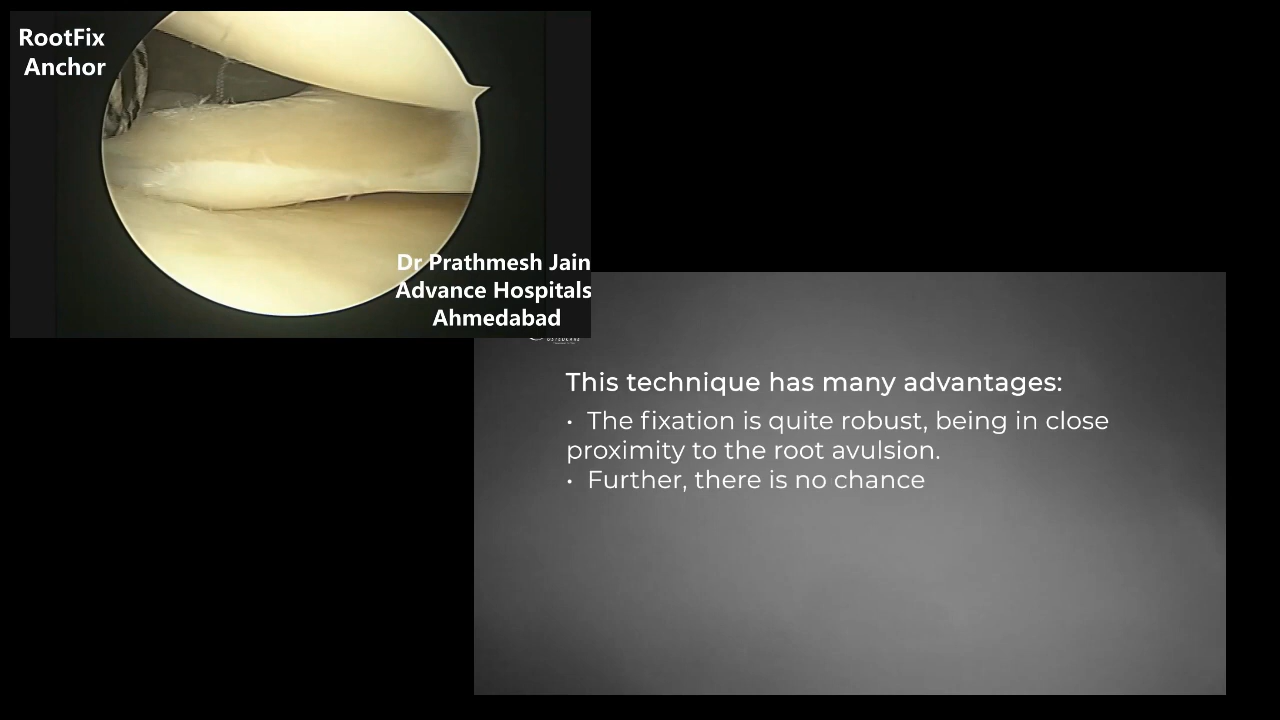 RootFix
Anchor
Dr Prathmesh Jain
Advance Hospitals
Ahmedabad
This technique has many advantages:
• The fixation is quite robust, being in close
proximity to the root avulsion.
• Further, there is no chance